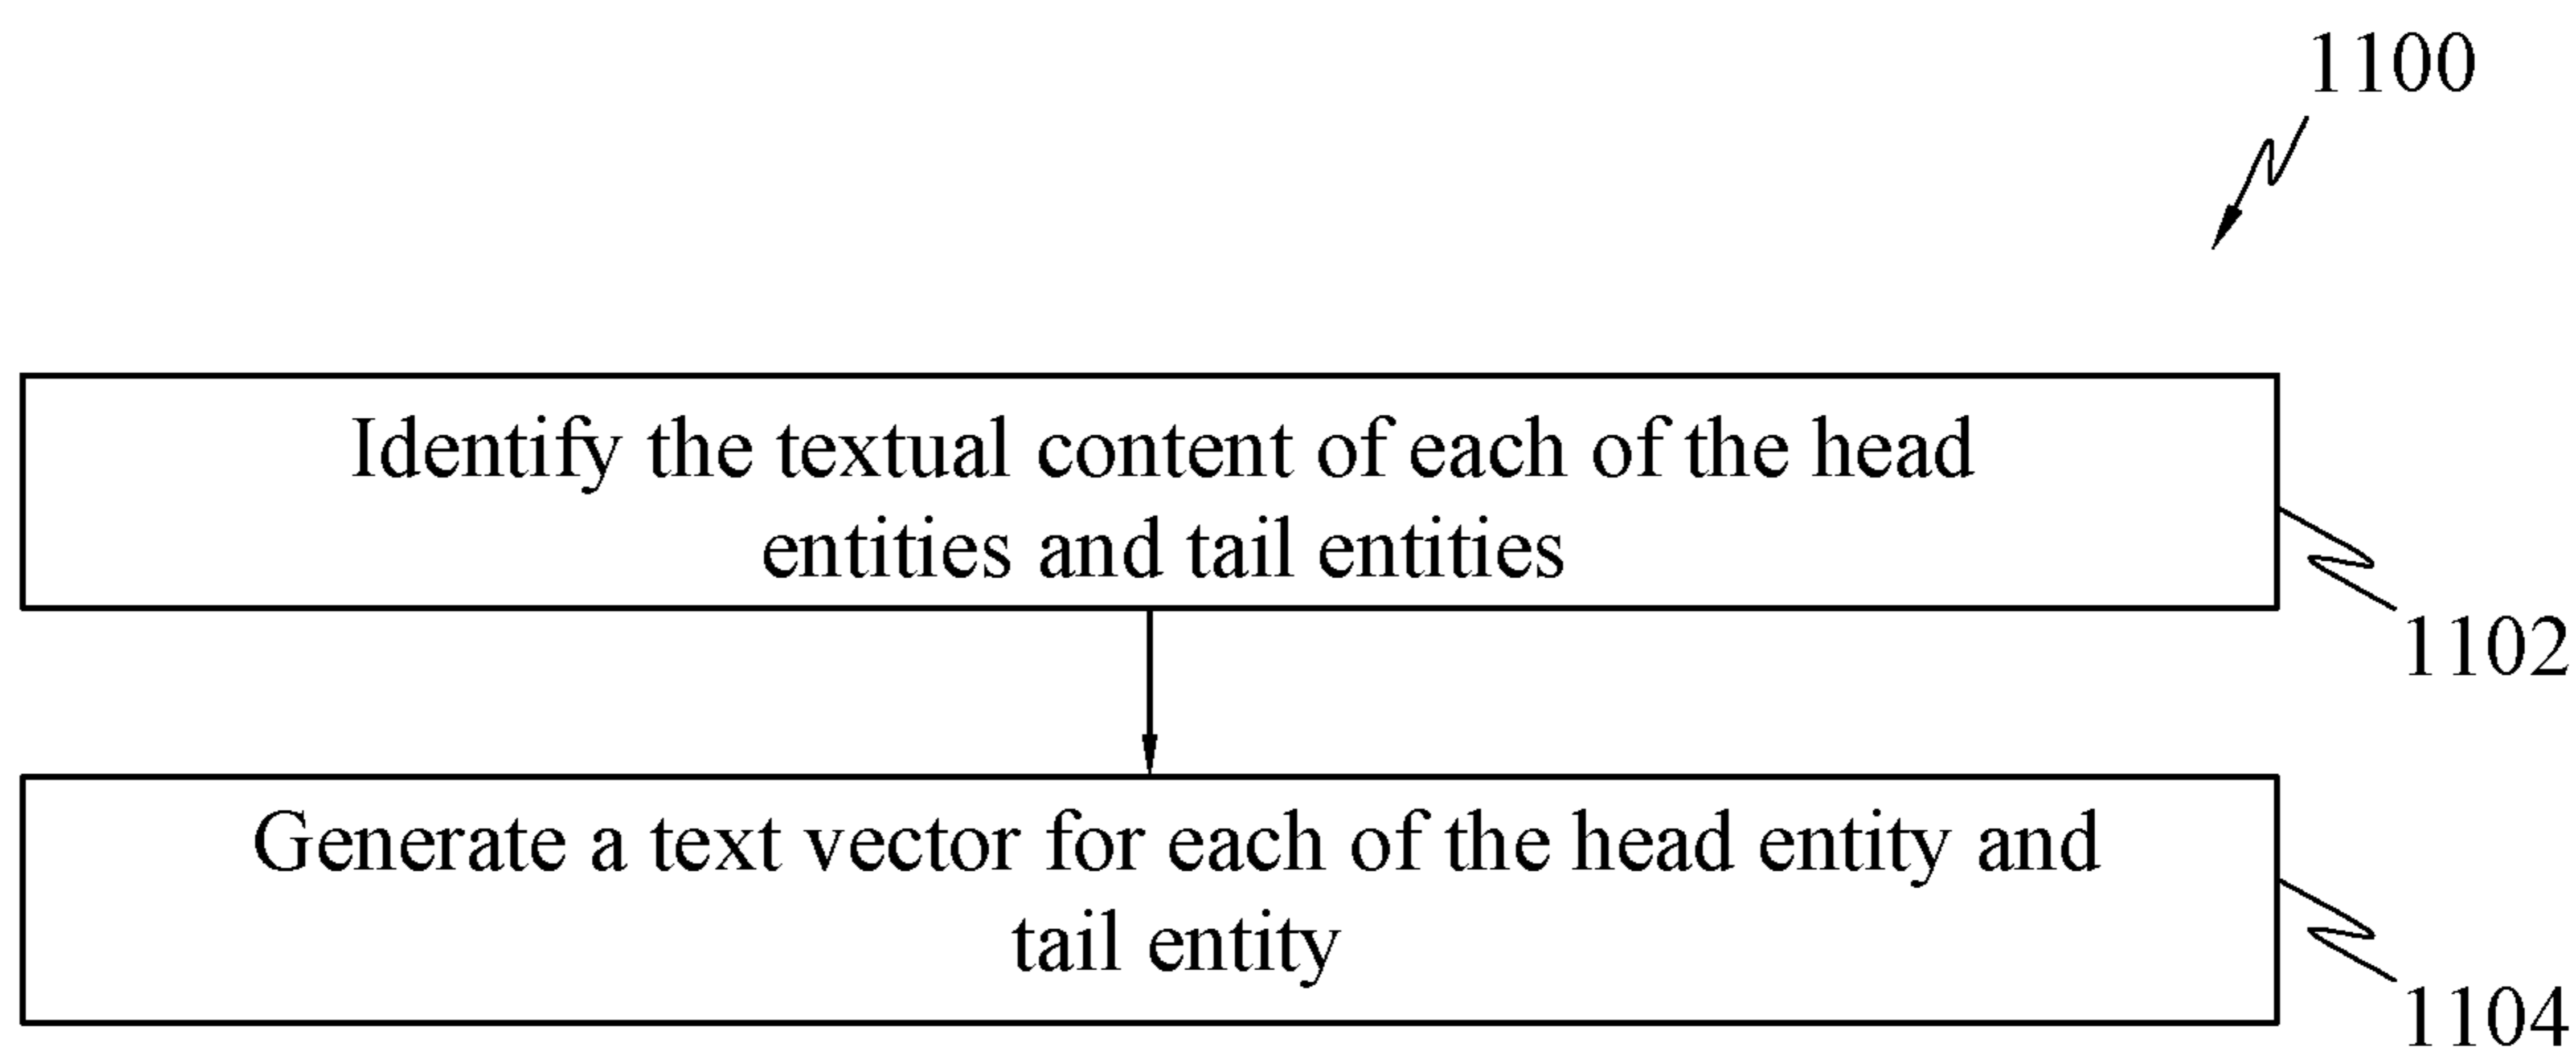 1100
Identify the textual content of each of the head
entities and tail entities
1102
Generate a text vector for each of the head entity and
tail entity
1104